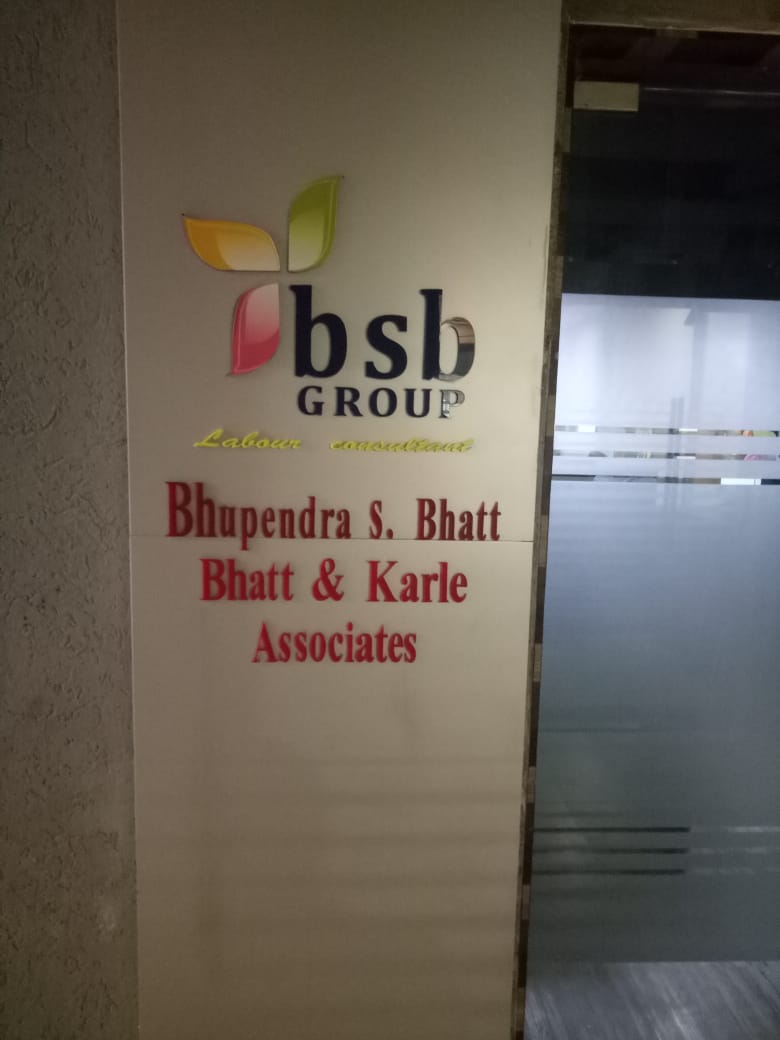 bsb
GROUP
Labour consultant
Bhupendra S. Bhatt
Bhatt & Karle
Associates